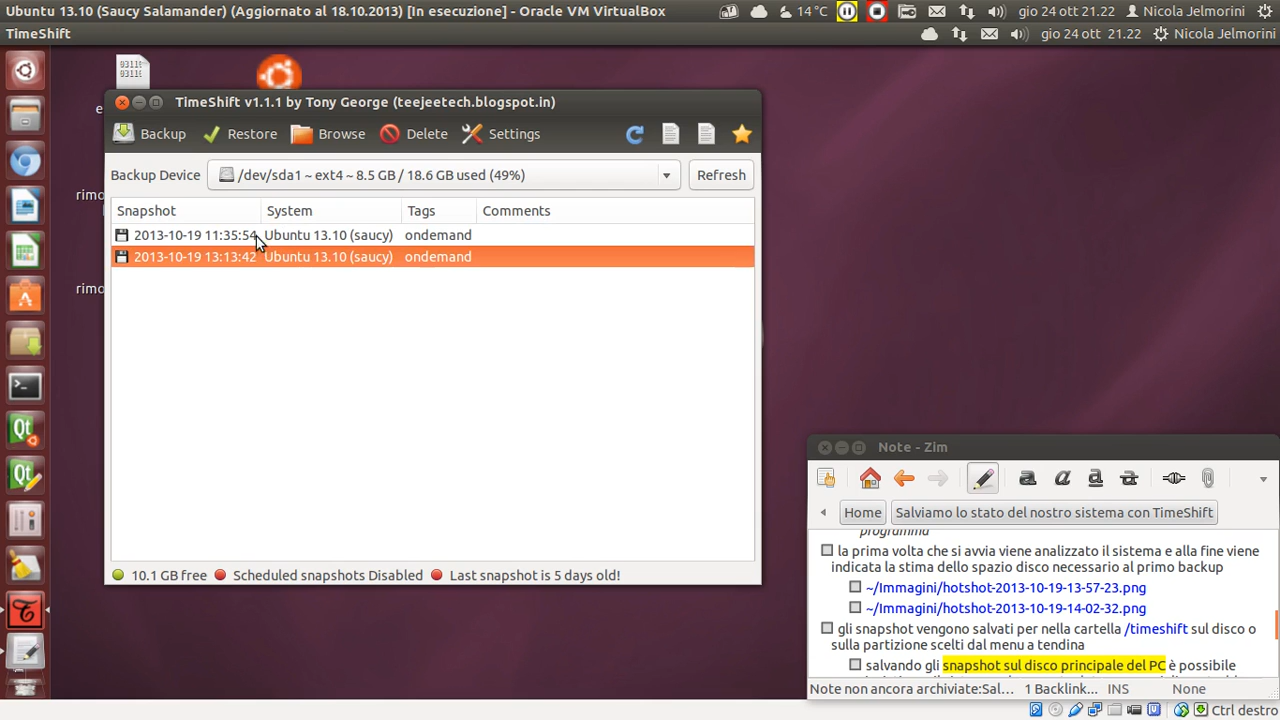 Ubuntu 13.10 (Saucy Salamander) (Aggiornato al 18.10.2013) [In esecuzione] - Oracle VM VirtualBox
14 °C
gio 24 ott 21.22
Nicola Jelmorini
TimeShift
gio 24 ott 21.22
Nicola Jelmorini
TimeShift v1.1.1 by Tony George (teejeetech.blogspot.in)
Backup Restore Browse Delete Settings
Backup Device /dev/sda1 ~ ext4 ~ 8.5 GB / 18.6 GB used (49%) Refresh
Snapshot System Tags Comments
2013-10-19 11:35:54 Ubuntu 13.10 (saucy) ondemand
2013-10-19 13:13:42 Ubuntu 13.10 (saucy) ondemand
10.1 GB free Scheduled snapshots Disabled Last snapshot is 5 days old!
rimo
rimo
Note - Zim
Home Salviamo lo stato del nostro sistema con TimeShift
programma
la prima volta che si avvia viene analizzato il sistema e alla fine viene
indicata la stima dello spazio disco necessario al primo backup
~/Immagini/hotshot-2013-10-19-13-57-23.png
~/Immagini/hotshot-2013-10-19-14-02-32.png
gli snapshot vengono salvati per nella cartella /timeshift sul disco o
sulla partizione scelti dal menu a tendina
salvando gli snapshot sul disco principale del PC è possibile
Note non ancora archiviate:Sal... 1 Backlink... INS None
Ctrl destro